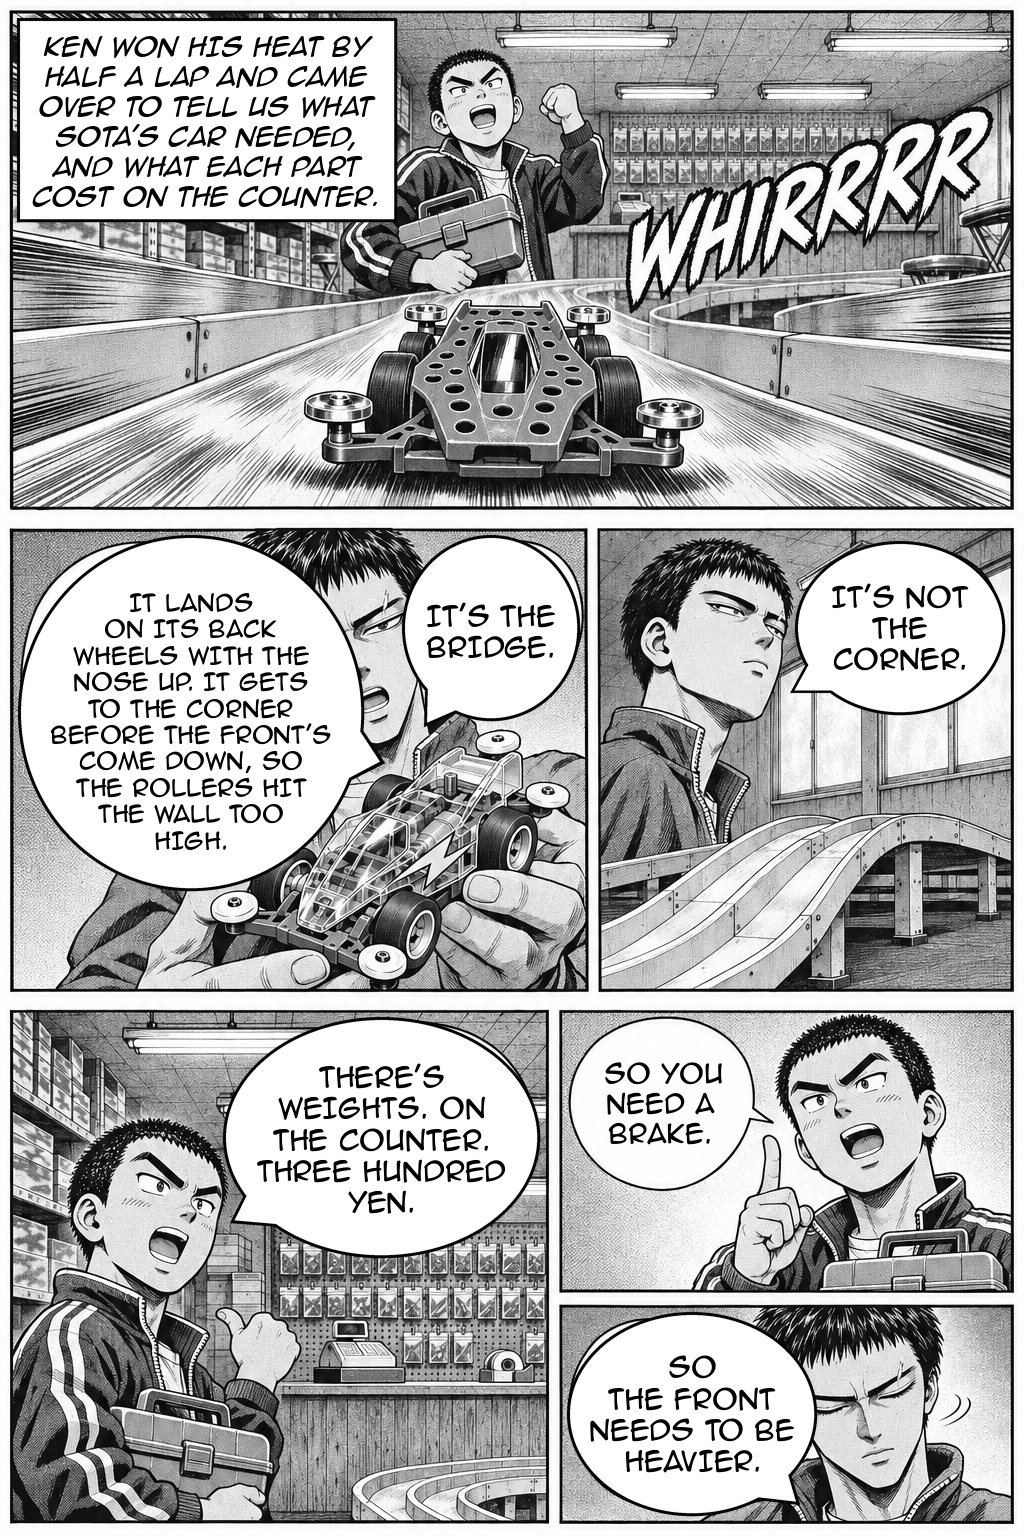 KEN WON HIS HEAT BY
HALF A LAP AND CAME
OVER TO TELL US WHAT
SOTA'S CAR NEEDED,
AND WHAT EACH PART
COST ON THE COUNTER.
WHIRRRR
IT'S NOT
THE
CORNER.
IT'S THE
BRIDGE.
IT LANDS
ON ITS BACK
WHEELS WITH THE
NOSE UP. IT GETS
TO THE CORNER
BEFORE THE FRONT'S
COME DOWN, SO
THE ROLLERS HIT
THE WALL TOO
HIGH.
SO YOU
NEED A
BRAKE.
SO
THE FRONT
NEEDS TO BE
HEAVIER.
THERE'S
WEIGHTS. ON
THE COUNTER.
THREE HUNDRED
YEN.